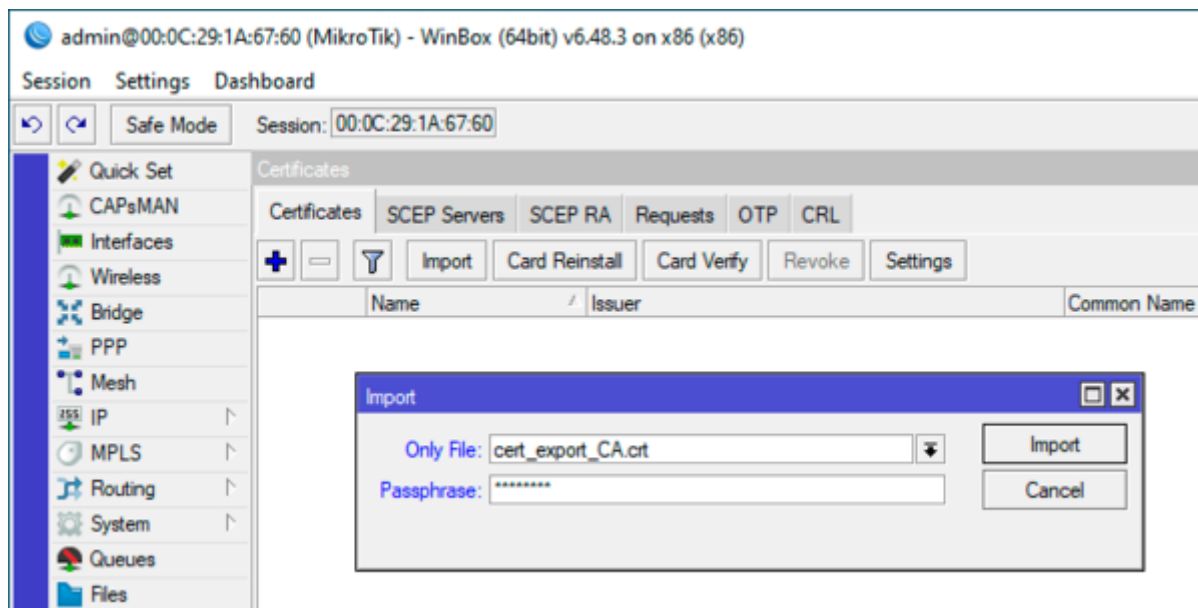 admin@00:0C:29:1A:67:60 (MikroTik) - WinBox (64bit) v6.48.3 on x86 (x86)
Session Settings Dashboard
Safe Mode Session: 00:0C:29:1A:67:60
Quick Set
CAPsMAN
Interfaces
Wireless
Bridge
PPP
Mesh
255 IP
MPLS
Routing
System
Queues
Files
Certificates
Certificates SCEP Servers SCEP RA Requests OTP CRL
Import Card Reinstall Card Verify Revoke Settings
Name Issuer Common Name
Import
Only File: cert_export_CA.crt Import
Passphrase: ******** Cancel